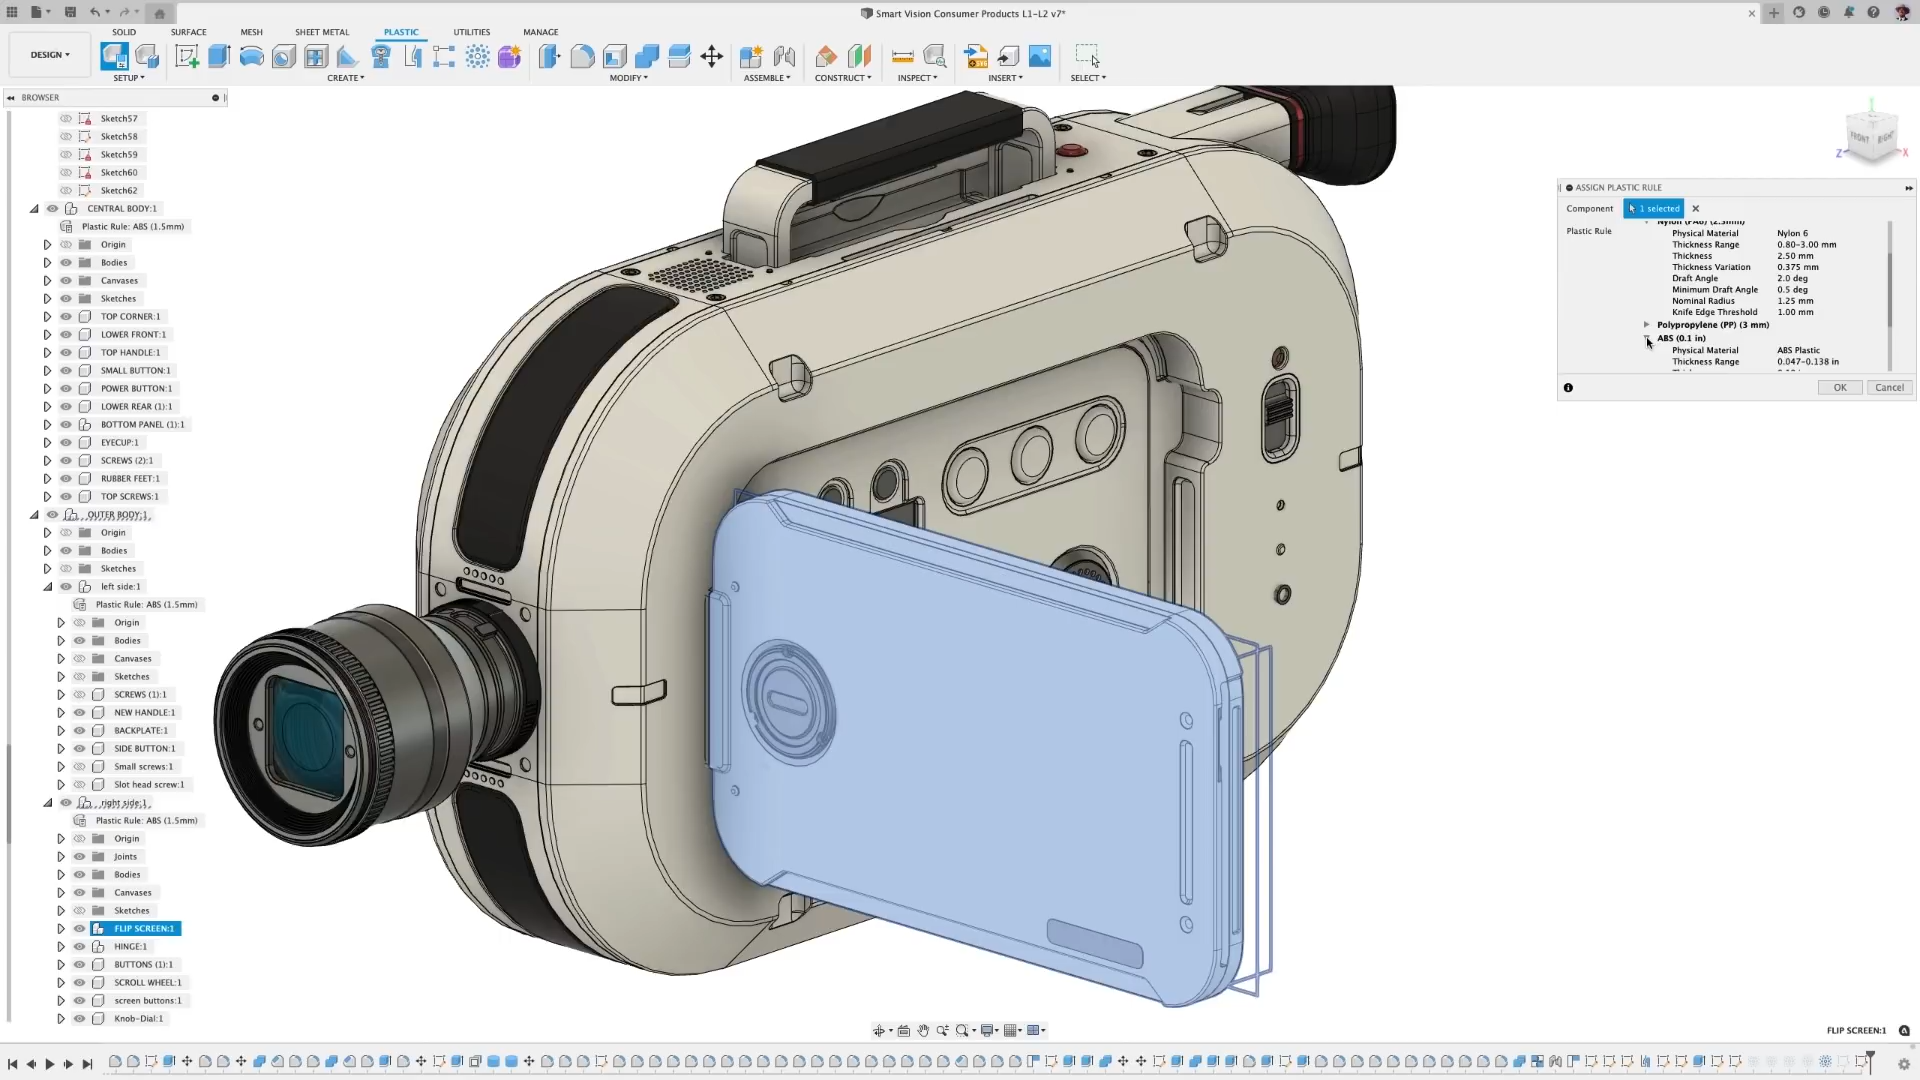 Smart Vision Consumer Products L1-L2 v7*
SOLID SURFACE MESH SHEET METAL PLASTIC UTILITIES MANAGE
DESIGN
SETUP CREATE MODIFY ASSEMBLE CONSTRUCT INSPECT INSERT SELECT
BROWSER
Sketch57
Sketch58
Sketch59
Sketch60
Sketch62
CENTRAL BODY:1
Plastic Rule: ABS (1.5mm)
Origin
Bodies
Canvases
Sketches
TOP CORNER:1
LOWER FRONT:1
TOP HANDLE:1
SMALL BUTTON:1
POWER BUTTON:1
LOWER REAR (1):1
BOTTOM PANEL (1):1
EYECUP:1
SCREWS (2):1
RUBBER FEET:1
TOP SCREWS:1
OUTER BODY:1
Origin
Bodies
Sketches
left side:1
Plastic Rule: ABS (1.5mm)
Origin
Bodies
Canvases
Sketches
SCREWS (1):1
NEW HANDLE:1
BACKPLATE:1
SIDE BUTTON:1
Small screws:1
Slot head screw:1
right side:1
Plastic Rule: ABS (1.5mm)
Origin
Joints
Bodies
Canvases
Sketches
FLIP SCREEN:1
HINGE:1
BUTTONS (1):1
SCROLL WHEEL:1
screen buttons:1
Knob-Dial:1
FRONT RIGHT
Z X
ASSIGN PLASTIC RULE
Component 1 selected
Plastic Rule
Nylon (PA6) (2.5mm)
Physical Material Nylon 6
Thickness Range 0.80-3.00 mm
Thickness 2.50 mm
Thickness Variation 0.375 mm
Draft Angle 2.0 deg
Minimum Draft Angle 0.5 deg
Nominal Radius 1.25 mm
Knife Edge Threshold 1.00 mm
Polypropylene (PP) (3 mm)
ABS (0.1 in)
Physical Material ABS Plastic
Thickness Range 0.047-0.138 in
OK Cancel
FLIP SCREEN:1